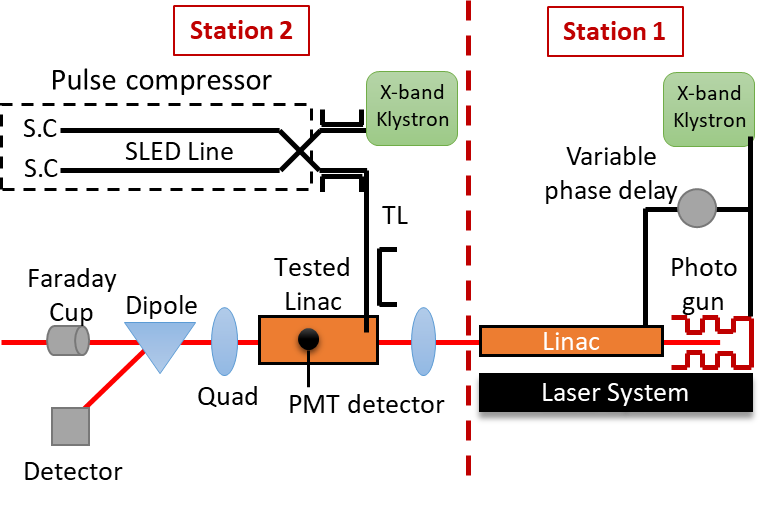 Station 2
Station 1
Pulse compressor
X-band
Klystron
X-band
Klystron
S.C
SLED Line
S.C
Variable
phase delay
TL
Faraday
Cup
Dipole
Tested
Linac
Photo
gun
Linac
Quad
PMT detector
Laser System
Detector